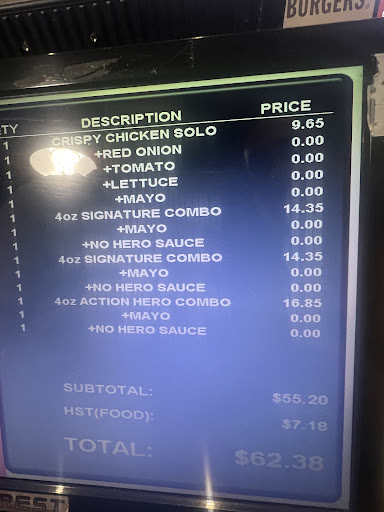 BURGERS
TY DESCRIPTION PRICE
1 CRISPY CHICKEN SOLO 9.65
1 +RED ONION 0.00
1 +TOMATO 0.00
1 +LETTUCE 0.00
1 +MAYO 0.00
1 4oz SIGNATURE COMBO 14.35
1 +MAYO 0.00
1 +NO HERO SAUCE 0.00
1 4oz SIGNATURE COMBO 14.35
1 +MAYO 0.00
1 +NO HERO SAUCE 0.00
1 4oz ACTION HERO COMBO 16.85
1 +MAYO 0.00
1 +NO HERO SAUCE 0.00
SUBTOTAL: $55.20
HST(FOOD): $7.18
TOTAL: $62.38
BEST